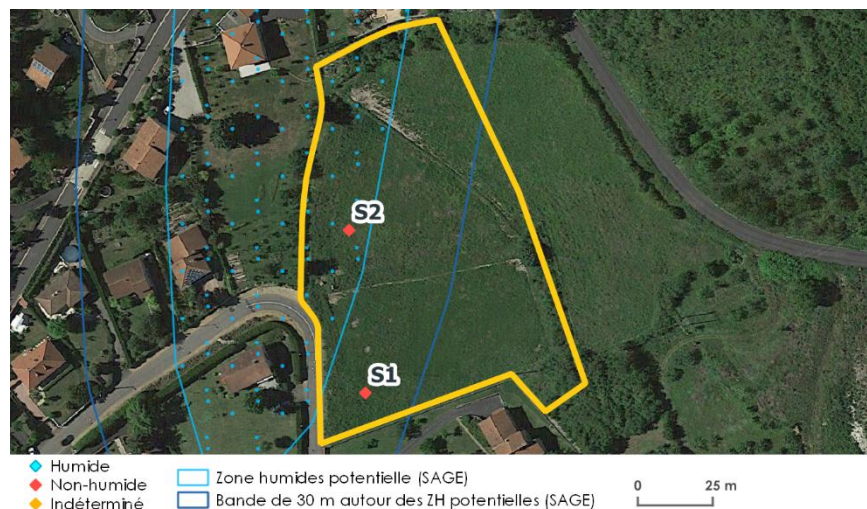 S2
S1
Humide
Non-humide
Indéterminé
Zone humides potentielle (SAGE)
Bande de 30 m autour des ZH potentielles (SAGE)
0 25 m